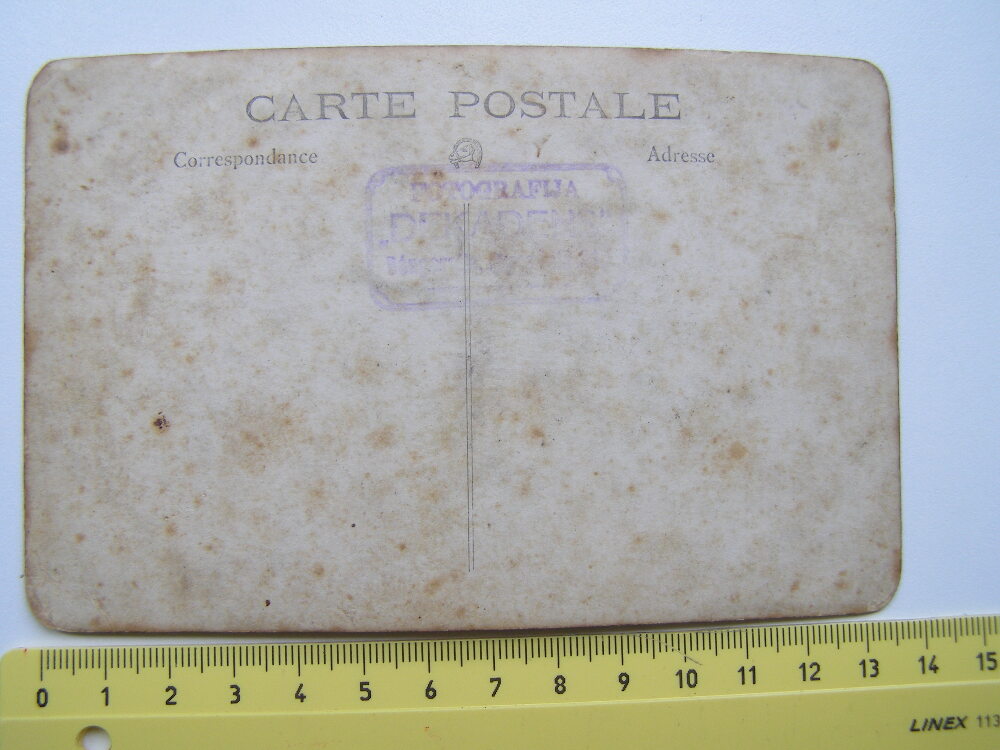 CARTE POSTALE
Correspondance Adresse
FOTOGRAFIJA
0 1 2 3 4 5 6 7 8 9 10 11 12 13 14 15
LINEX 113